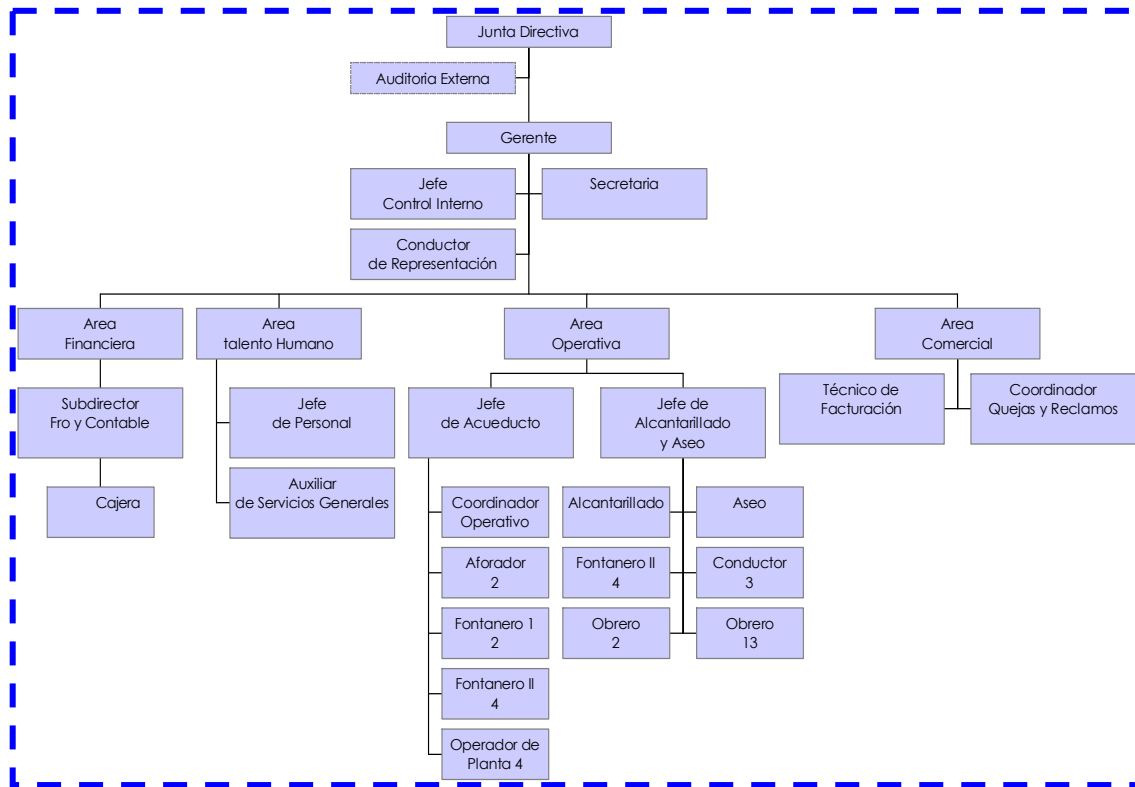 Junta Directiva
Auditoria Externa
Gerente
Jefe
Control Interno
Secretaria
Conductor
de Representación
Area
Financiera
Area
talento Humano
Area
Operativa
Area
Comercial
Subdirector
Fro y Contable
Cajera
Jefe
de Personal
Auxiliar
de Servicios Generales
Jefe
de Acueducto
Coordinador
Operativo
Aforador
2
Fontanero 1
2
Fontanero II
4
Operador de
Planta 4
Jefe de
Alcantarillado
y Aseo
Alcantarillado
Aseo
Fontanero II
4
Conductor
3
Obrero
2
Obrero
13
Técnico de
Facturación
Coordinador
Quejas y Reclamos